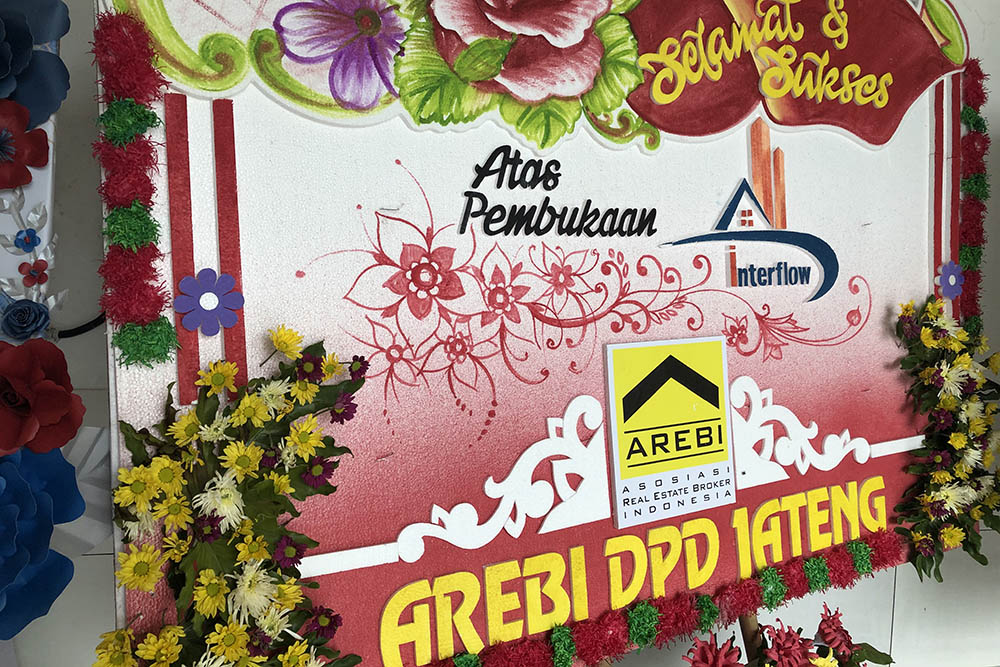 Selamat &
Sukses
Atas
Pembukaan
interflow
AREBI
ASOSIASI
REAL ESTATE BROKER
INDONESIA
AREBI DPD JATENG